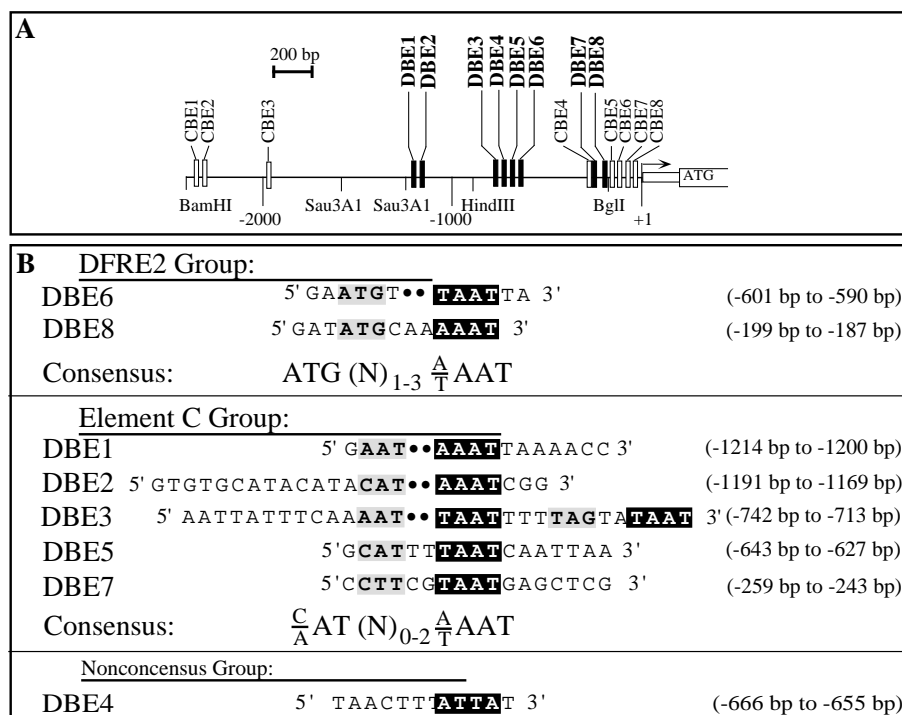 A
200 bp
CBE1 CBE2 CBE3 DBE1 DBE2 DBE3 DBE4 DBE5 DBE6 CBE4 DBE7 DBE8 CBE5 CBE6 CBE7 CBE8
ATG
BamHI Sau3A1 Sau3A1 HindIII BglI
-2000 -1000 +1
B DFRE2 Group:
DBE6 5' GAATGT••TAATTA 3' (-601 bp to -590 bp)
DBE8 5' GATATGCAAAAAT 3' (-199 bp to -187 bp)
Consensus: ATG (N)1-3 A/T AAT
Element C Group:
DBE1 5' GAAT••AAATTAAAACC 3' (-1214 bp to -1200 bp)
DBE2 5' GTGTGCATACATACAT••AAATCGG 3' (-1191 bp to -1169 bp)
DBE3 5' AATTATTTCAAAAT••TAATTTTTAGTATAAT 3' (-742 bp to -713 bp)
DBE5 5' GCATTTTAATCAATTAA 3' (-643 bp to -627 bp)
DBE7 5' CCTTCGTAATGAGCTCG 3' (-259 bp to -243 bp)
Consensus: C/A AT (N)0-2 A/T AAT
Nonconcensus Group:
DBE4 5' TAACTTTATTAT 3' (-666 bp to -655 bp)